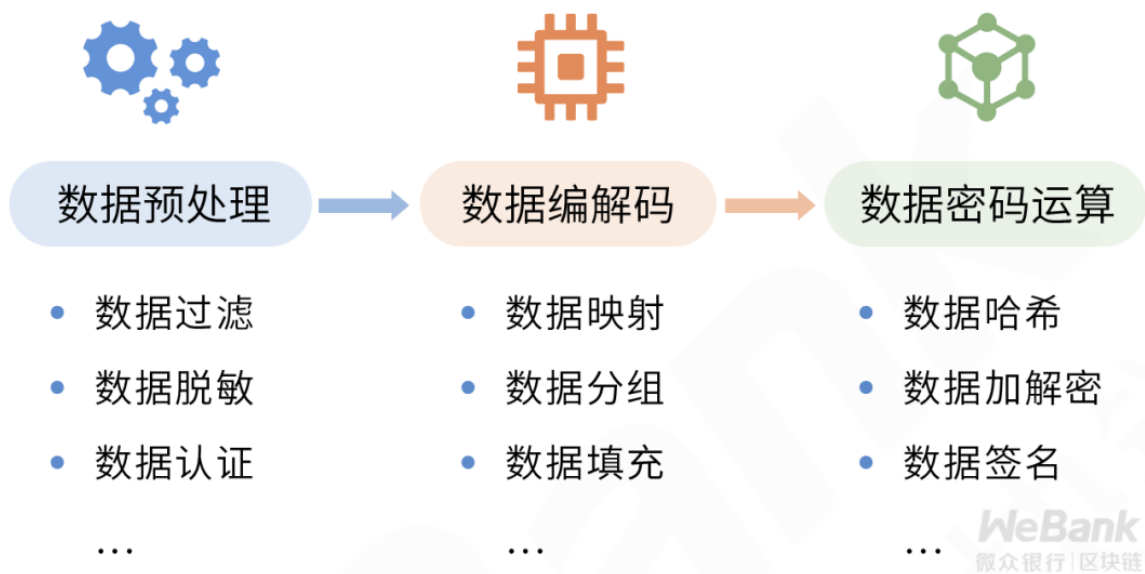 数据预处理
数据编解码
数据密码运算
• 数据过滤
• 数据脱敏
• 数据认证
...
• 数据映射
• 数据分组
• 数据填充
...
• 数据哈希
• 数据加解密
• 数据签名
...
WeBank
微众银行|区块链